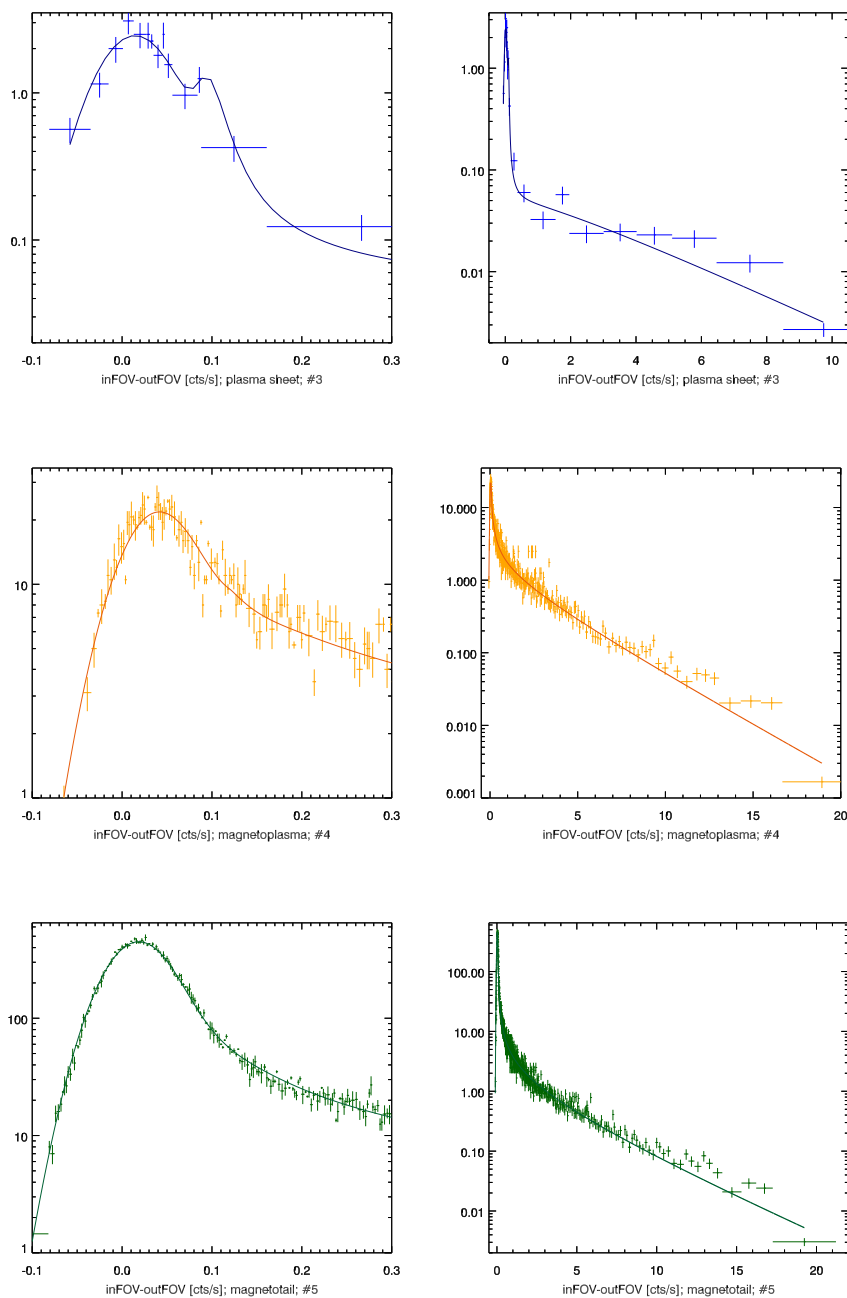 1.0
0.1
-0.1 0.0 0.1 0.2 0.3
inFOV-outFOV [cts/s]; plasma sheet; #3
1.00
0.10
0.01
0 2 4 6 8 10
inFOV-outFOV [cts/s]; plasma sheet; #3
10
1
-0.1 0.0 0.1 0.2 0.3
inFOV-outFOV [cts/s]; magnetoplasma; #4
10.000
1.000
0.100
0.010
0.001
0 5 10 15 20
inFOV-outFOV [cts/s]; magnetoplasma; #4
100
10
1
-0.1 0.0 0.1 0.2 0.3
inFOV-outFOV [cts/s]; magnetotail; #5
100.00
10.00
1.00
0.10
0.01
0 5 10 15 20
inFOV-outFOV [cts/s]; magnetotail; #5